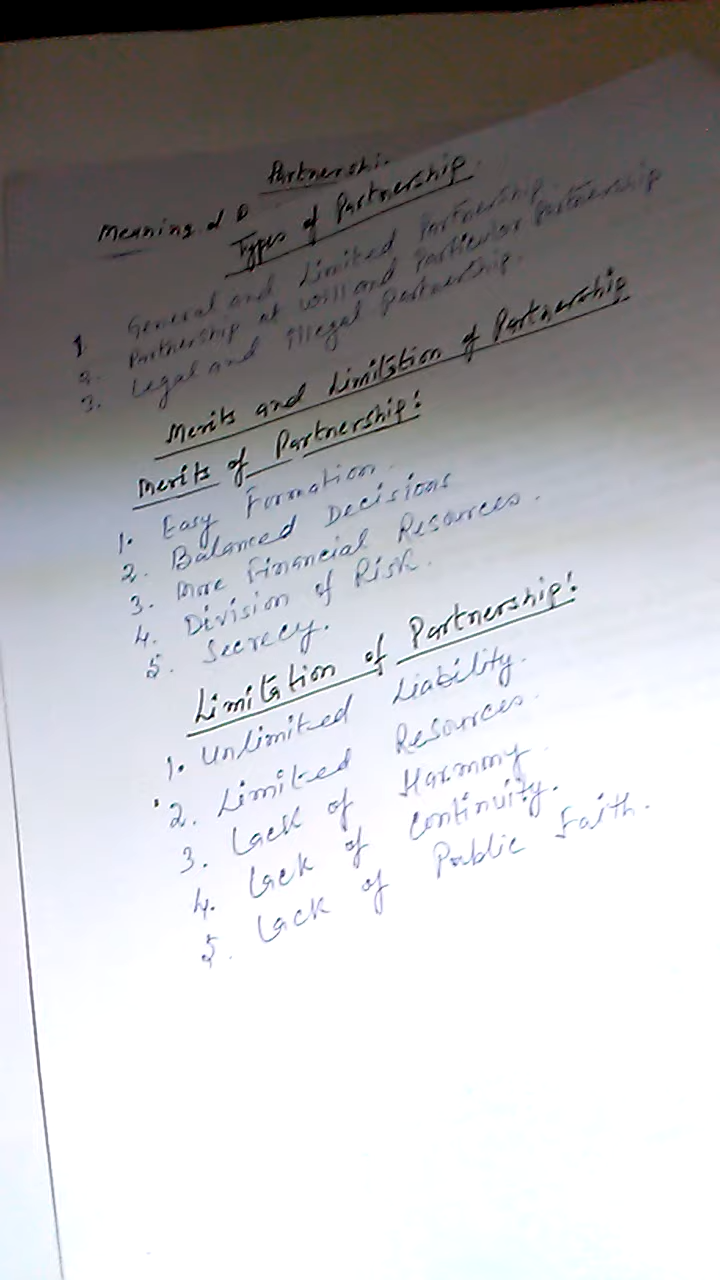 Partnershi
Meaning of P
Types of Partnership.
1. General and Limited Partnership.
2. Partnership at will and Particular Partnership
3. Legal and illegal Partnership.
Merits and Limitation of Partnership
Merits of Partnership:
1. Easy Formation.
2. Balanced Decisions
3. More Financial Resources.
4. Division of Risk.
5. Secrecy.
Limitation of Partnership:
1. Unlimited Liability.
2. Limited Resources.
3. Lack of Harmony.
4. Lack of Continuity.
5. Lack of Public Faith.